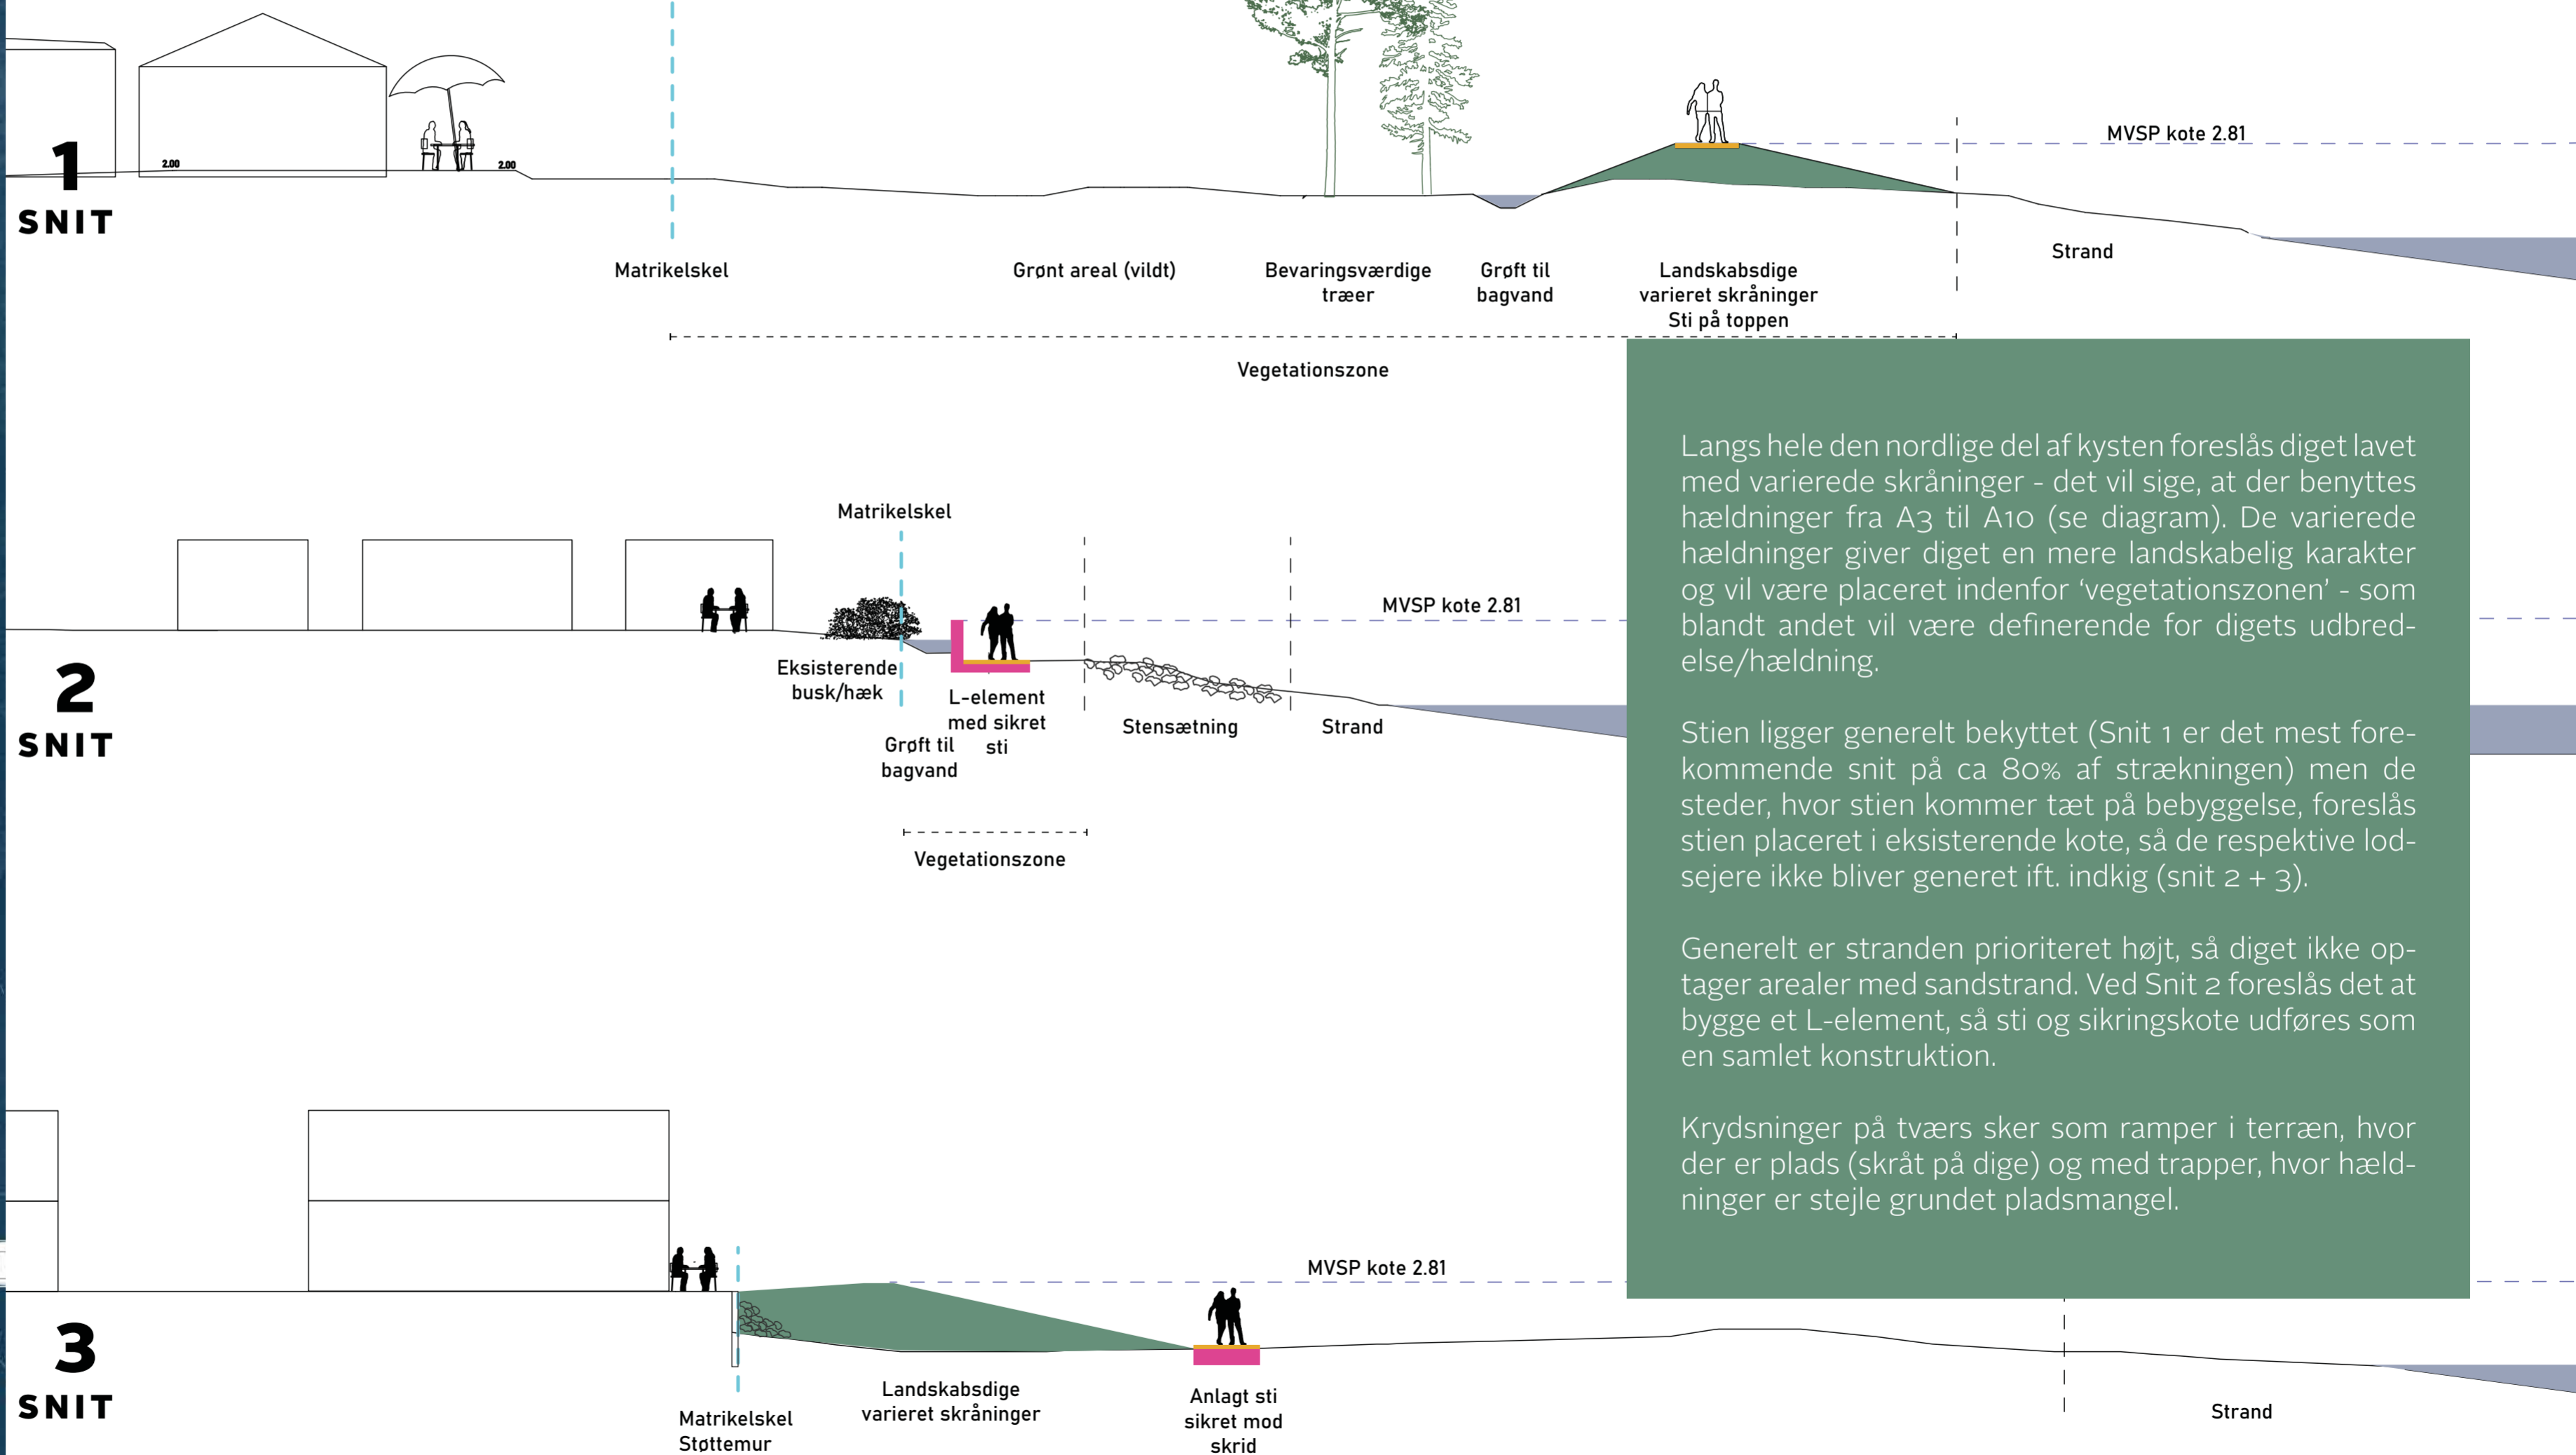 1
SNIT
2.00
2.00
MVSP kote 2.81
Matrikelskel
Grønt areal (vildt)
Bevaringsværdige
træer
Grøft til
bagvand
Landskabsdige
varieret skråninger
Sti på toppen
Strand
Vegetationszone
2
SNIT
Matrikelskel
MVSP kote 2.81
Eksisterende
busk/hæk
Grøft til
bagvand
L-element
med sikret
sti
Stensætning
Strand
Vegetationszone
Langs hele den nordlige del af kysten foreslås diget lavet
med varierede skråninger - det vil sige, at der benyttes
hældninger fra A3 til A10 (se diagram). De varierede
hældninger giver diget en mere landskabelig karakter
og vil være placeret indenfor ‘vegetationszonen’ - som
blandt andet vil være definerende for digets udbred-
else/hældning.
Stien ligger generelt bekyttet (Snit 1 er det mest fore-
kommende snit på ca 80% af strækningen) men de
steder, hvor stien kommer tæt på bebyggelse, foreslås
stien placeret i eksisterende kote, så de respektive lod-
sejere ikke bliver generet ift. indkig (snit 2 + 3).
Generelt er stranden prioriteret højt, så diget ikke op-
tager arealer med sandstrand. Ved Snit 2 foreslås det at
bygge et L-element, så sti og sikringskote udføres som
en samlet konstruktion.
Krydsninger på tværs sker som ramper i terræn, hvor
der er plads (skråt på dige) og med trapper, hvor hæld-
ninger er stejle grundet pladsmangel.
3
SNIT
MVSP kote 2.81
Matrikelskel
Støttemur
Landskabsdige
varieret skråninger
Anlagt sti
sikret mod
skrid
Strand